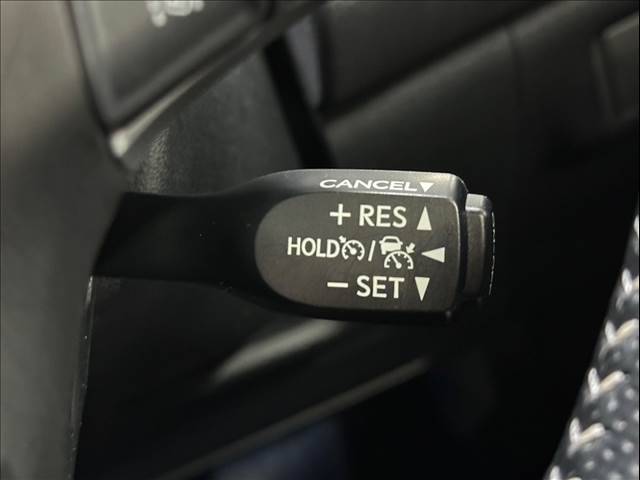 CANCEL▼
+ RES ▲
HOLD / ◄
− SET ▼